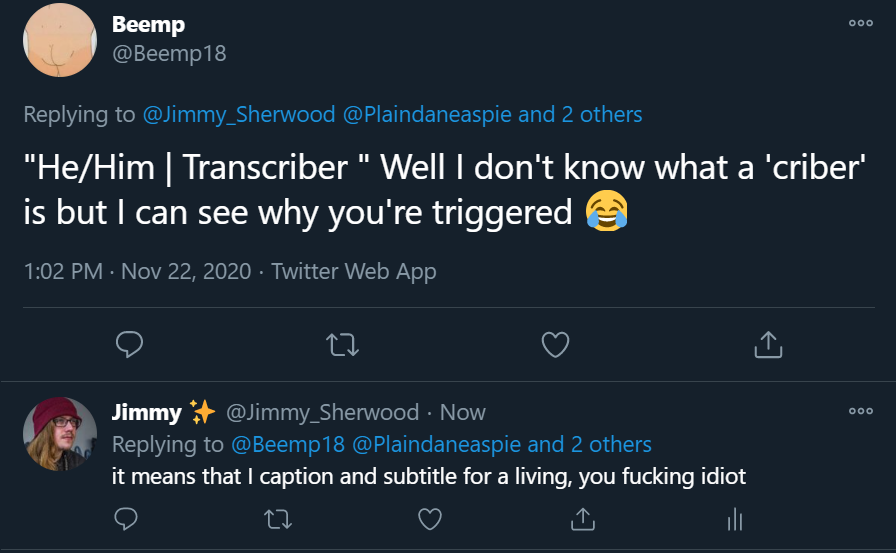 Beemp
@Beemp18
Replying to @Jimmy_Sherwood @Plaindaneaspie and 2 others
"He/Him | Transcriber " Well I don't know what a 'criber'
is but I can see why you're triggered 😂
1:02 PM · Nov 22, 2020 · Twitter Web App
Jimmy ✨ @Jimmy_Sherwood · Now
Replying to @Beemp18 @Plaindaneaspie and 2 others
it means that I caption and subtitle for a living, you fucking idiot